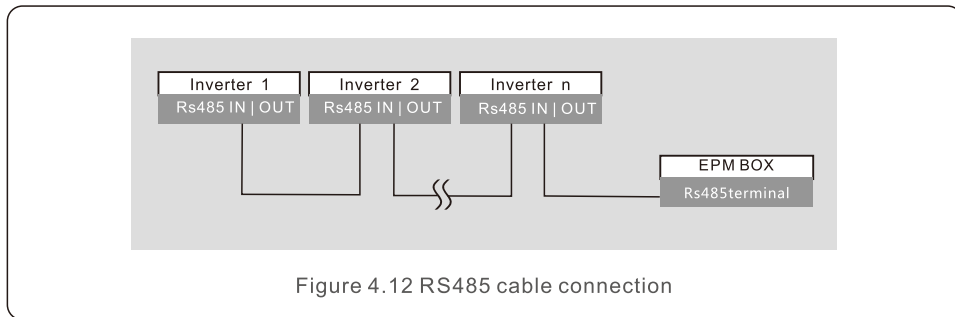 Inverter 1 Inverter 2 Inverter n
Rs485 IN | OUT Rs485 IN | OUT Rs485 IN | OUT
EPM BOX
Rs485terminal
Figure 4.12 RS485 cable connection